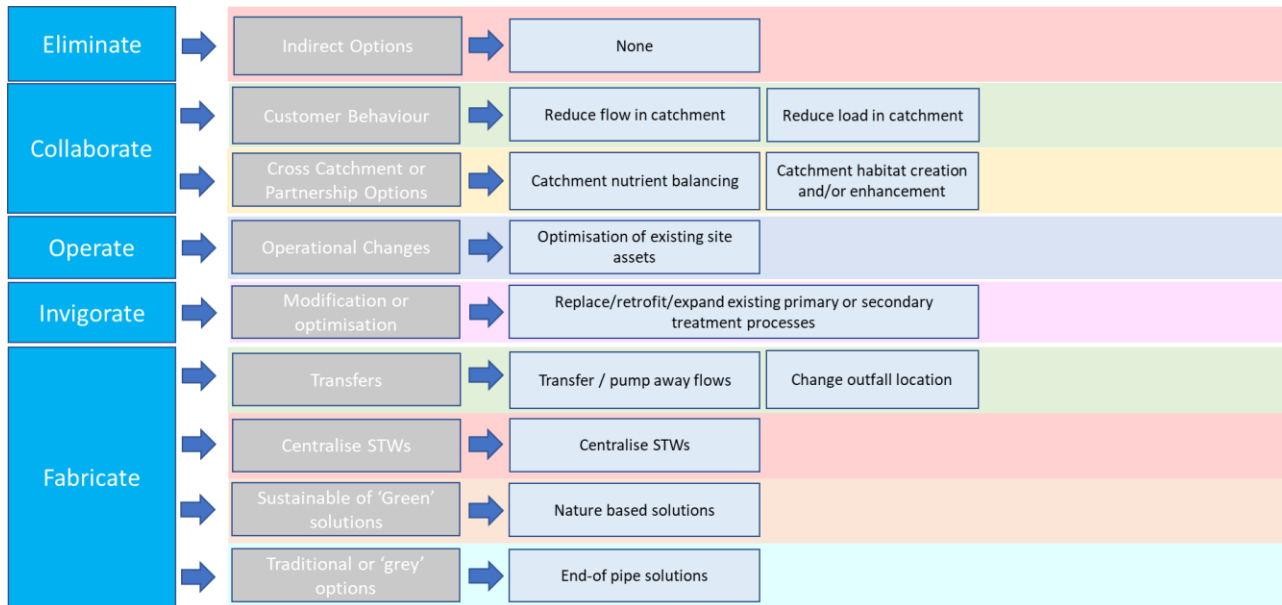 Eliminate
Indirect Options
None
Collaborate
Customer Behaviour
Reduce flow in catchment
Reduce load in catchment
Cross Catchment or
Partnership Options
Catchment nutrient balancing
Catchment habitat creation
and/or enhancement
Operate
Operational Changes
Optimisation of existing site
assets
Invigorate
Modification or
optimisation
Replace/retrofit/expand existing primary or secondary
treatment processes
Fabricate
Transfers
Transfer / pump away flows
Change outfall location
Centralise STWs
Centralise STWs
Sustainable of ‘Green’
solutions
Nature based solutions
Traditional or ‘grey’
options
End-of pipe solutions